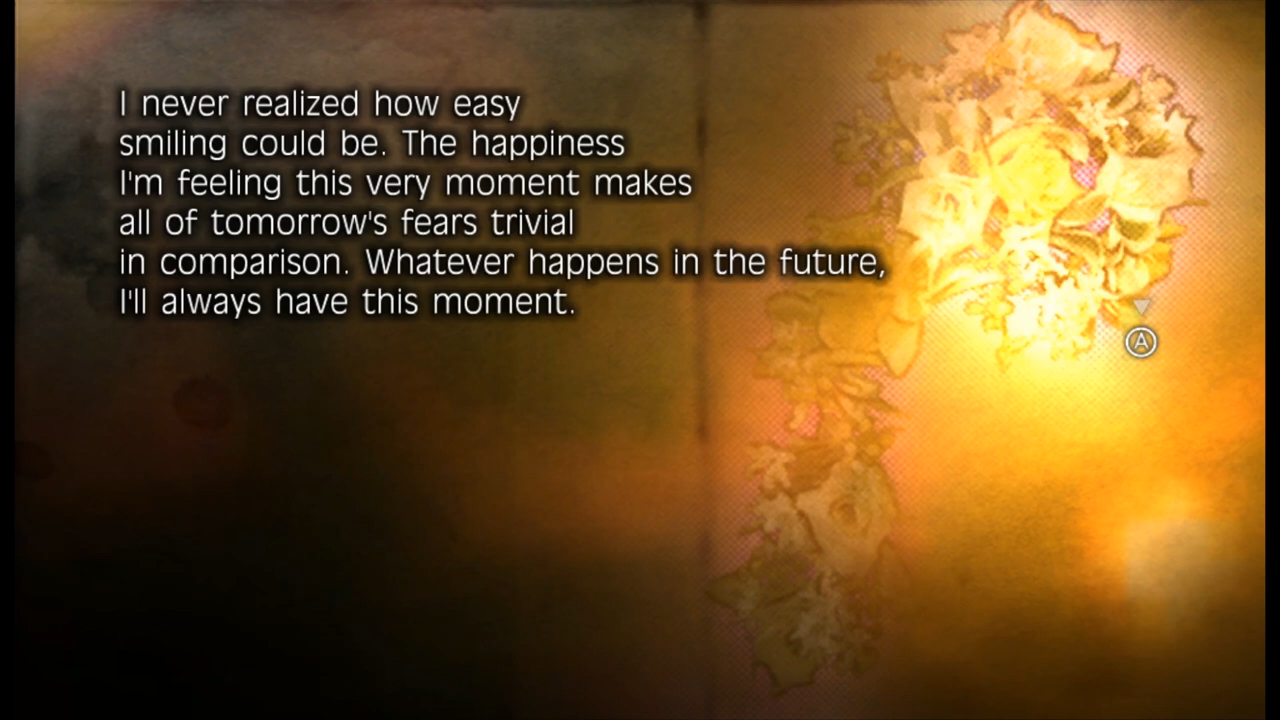 I never realized how easy
smiling could be. The happiness
I'm feeling this very moment makes
all of tomorrow's fears trivial
in comparison. Whatever happens in the future,
I'll always have this moment.
A